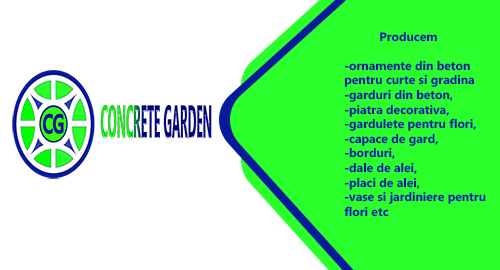 CG
CONCRETE GARDEN
Producem
-ornamente din beton
pentru curte si gradina
-garduri din beton,
-piatra decorativa,
-gardulete pentru flori,
-capace de gard,
-borduri,
-dale de alei,
-placi de alei,
-vase si jardiniere pentru
flori etc